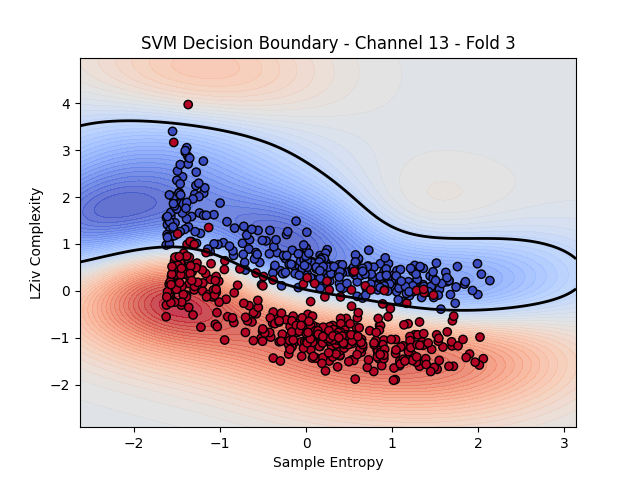 SVM Decision Boundary - Channel 13 - Fold 3
4
3
2
1
0
−1
−2
LZiv Complexity
−2 −1 0 1 2 3
Sample Entropy